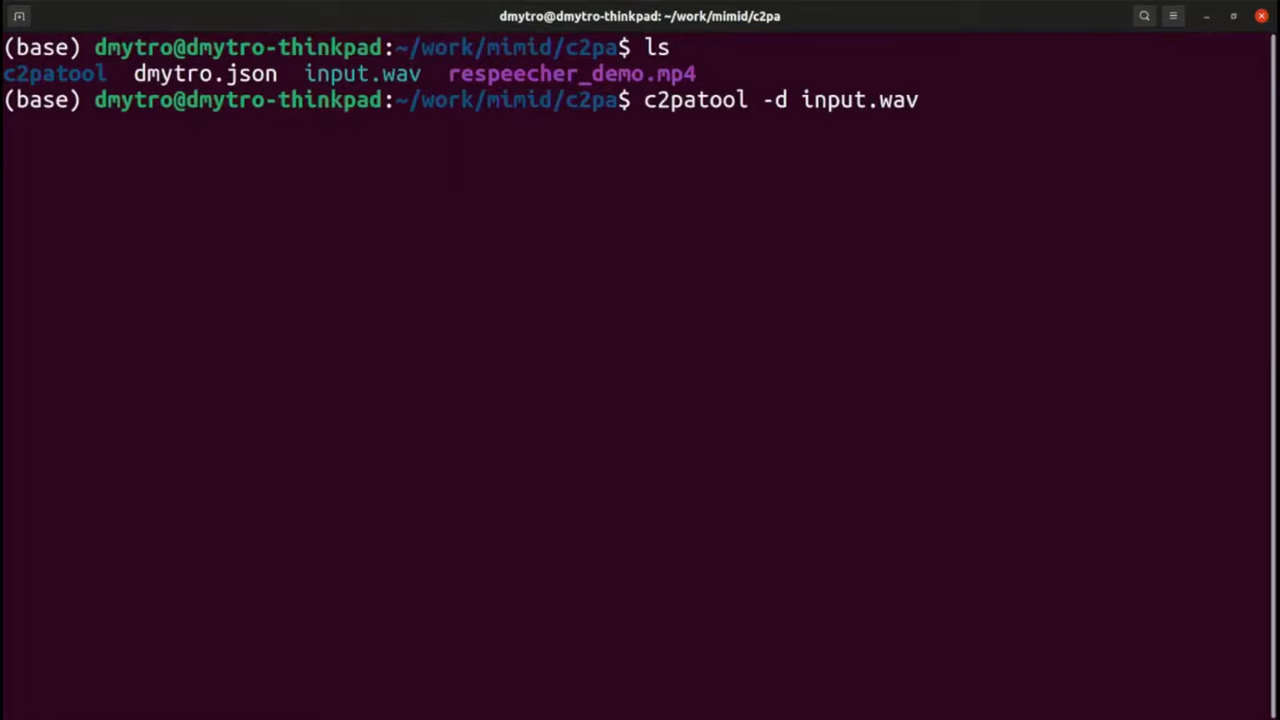 dmytro@dmytro-thinkpad: ~/work/mimid/c2pa
(base) dmytro@dmytro-thinkpad:~/work/mimid/c2pa$ ls
c2patool  dmytro.json  input.wav  respeecher_demo.mp4
(base) dmytro@dmytro-thinkpad:~/work/mimid/c2pa$ c2patool -d input.wav